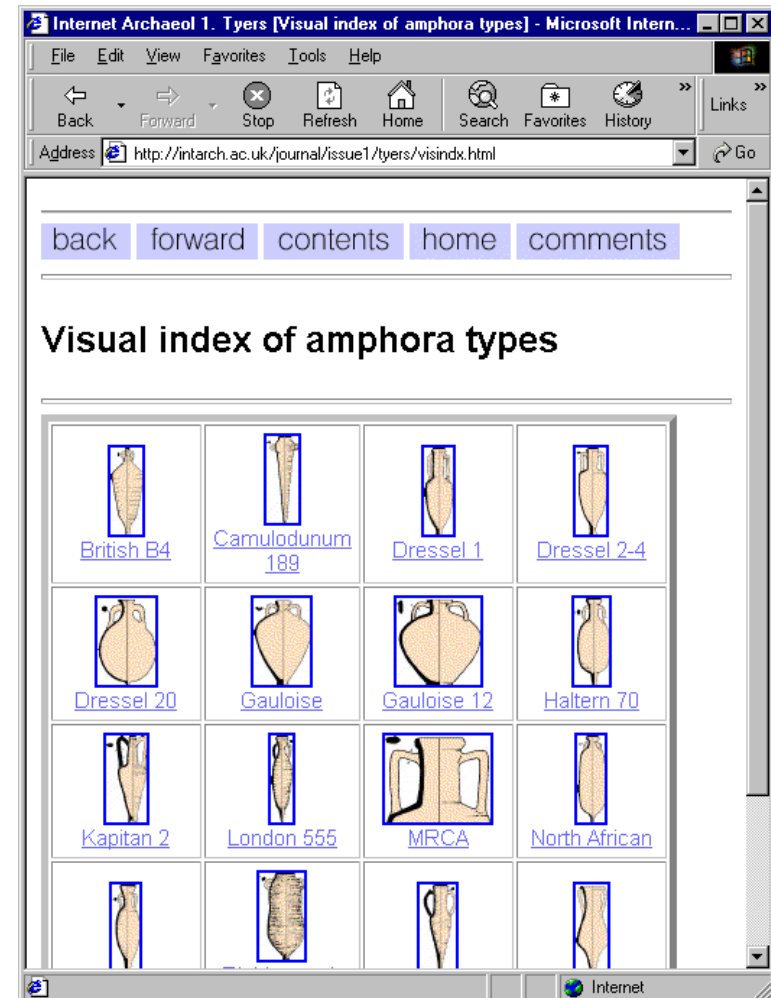 Internet Archaeol 1. Tyers [Visual index of amphora types] - Microsoft Intern...
File Edit View Favorites Tools Help
Back Forward Stop Refresh Home Search Favorites History » Links »
Address http://intarch.ac.uk/journal/issue1/tyers/visindx.html Go
back forward contents home comments
Visual index of amphora types
British B4
Camulodunum
189
Dressel 1
Dressel 2-4
Dressel 20
Gauloise
Gauloise 12
Haltern 70
Kapitan 2
London 555
MRCA
North African
Internet